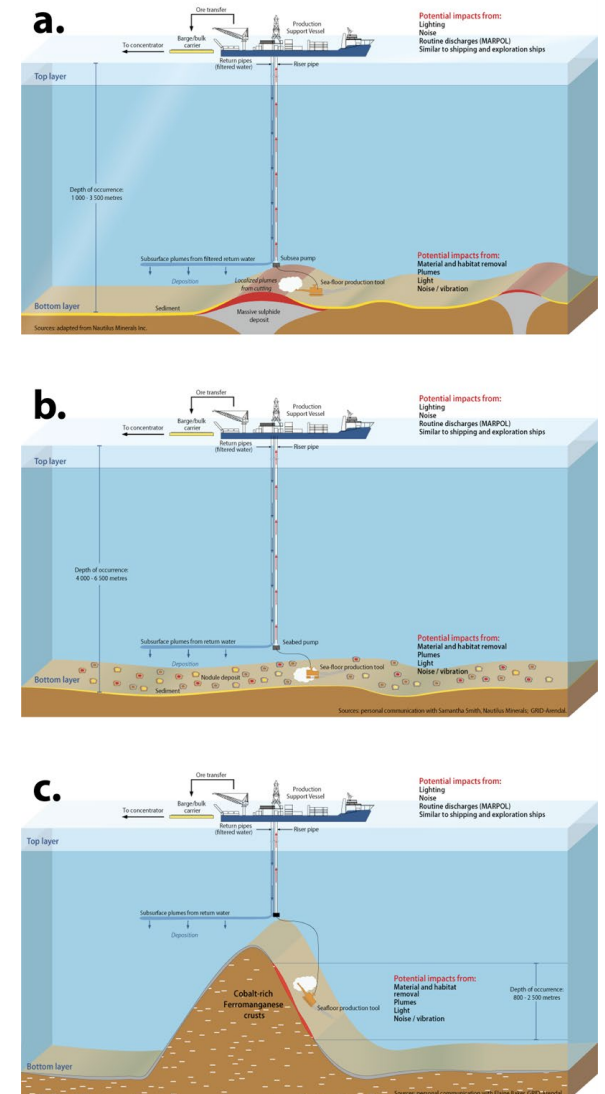 a.
Ore transfer
Production
Support Vessel
Barge/bulk
carrier
To concentrator
Potential impacts from:
Lighting
Noise
Routine discharges (MARPOL)
Similar to shipping and exploration ships
Return pipes
(filtered water)
Riser pipe
Top layer
Depth of occurrence:
1 000 - 3 500 metres
Subsurface plumes from filtered return water
Deposition
Subsea pump
Localized plumes
from cutting
Sea-floor production tool
Potential impacts from:
Material and habitat removal
Plumes
Light
Noise / vibration
Bottom layer
Sediment
Massive sulphide
deposit
Sources: adapted from Nautilus Minerals Inc.
b.
Ore transfer
Production
Support Vessel
Barge/bulk
carrier
To concentrator
Potential impacts from:
Lighting
Noise
Routine discharges (MARPOL)
Similar to shipping and exploration ships
Return pipes
(filtered water)
Riser pipe
Top layer
Depth of occurrence:
4 000 - 6 500 metres
Subsurface plumes from return water
Deposition
Seabed pump
Sea-floor production tool
Potential impacts from:
Material and habitat removal
Plumes
Light
Noise / vibration
Nodule deposit
Bottom layer
Sediment
Sources: personal communication with Samantha Smith, Nautilus Minerals; GRID-Arendal
c.
Ore transfer
Production
Support Vessel
Barge/bulk
carrier
To concentrator
Potential impacts from:
Lighting
Noise
Routine discharges (MARPOL)
Similar to shipping and exploration ships
Return pipes
(filtered water)
Riser pipe
Top layer
Subsurface plumes from return water
Deposition
Cobalt-rich
Ferromanganese
crusts
Seafloor production tool
Potential impacts from:
Material and habitat
removal
Plumes
Light
Noise / vibration
Depth of occurrence:
800 - 2 500 metres
Bottom layer
Sources: personal communication with Elaine Baker, GRID-Arendal